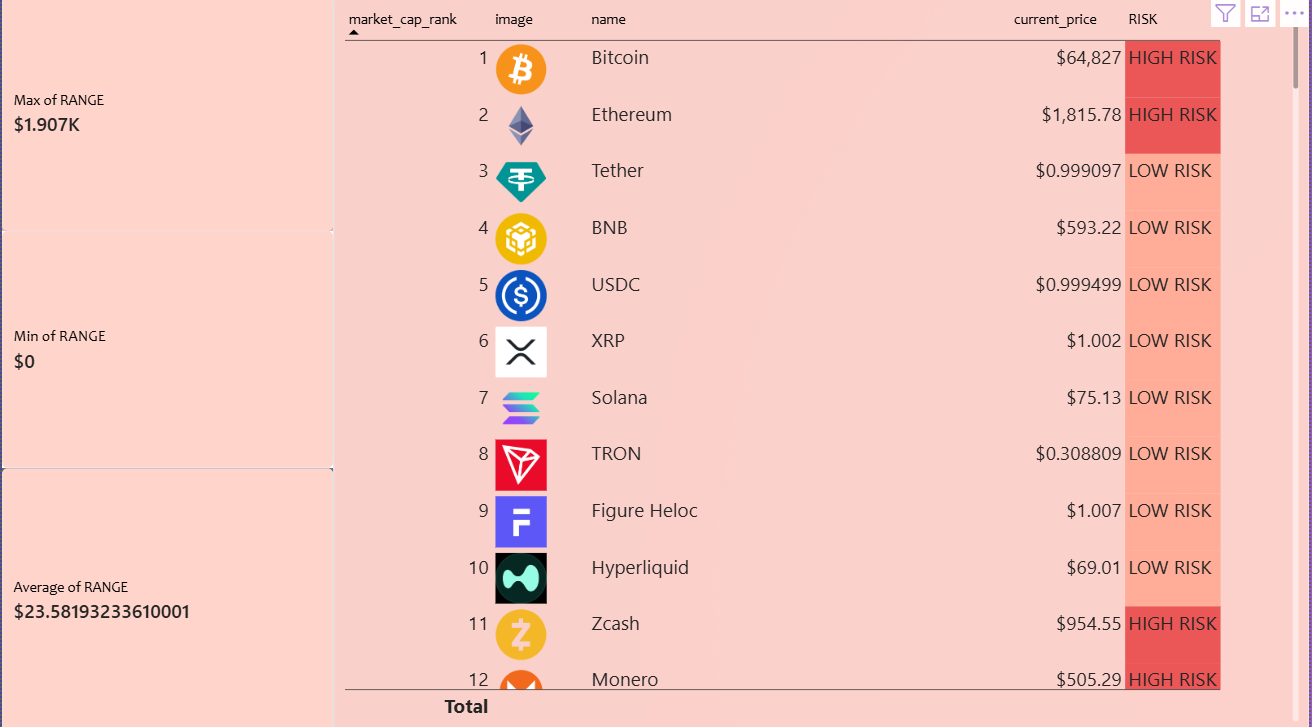 Max of RANGE
$1.907K
Min of RANGE
$0
Average of RANGE
$23.58193233610001
market_cap_rank image name current_price RISK
1 Bitcoin $64,827 HIGH RISK
2 Ethereum $1,815.78 HIGH RISK
3 Tether $0.999097 LOW RISK
4 BNB $593.22 LOW RISK
5 USDC $0.999499 LOW RISK
6 XRP $1.002 LOW RISK
7 Solana $75.13 LOW RISK
8 TRON $0.308809 LOW RISK
9 Figure Heloc $1.007 LOW RISK
10 Hyperliquid $69.01 LOW RISK
11 Zcash $954.55 HIGH RISK
12 Monero $505.29 HIGH RISK
Total